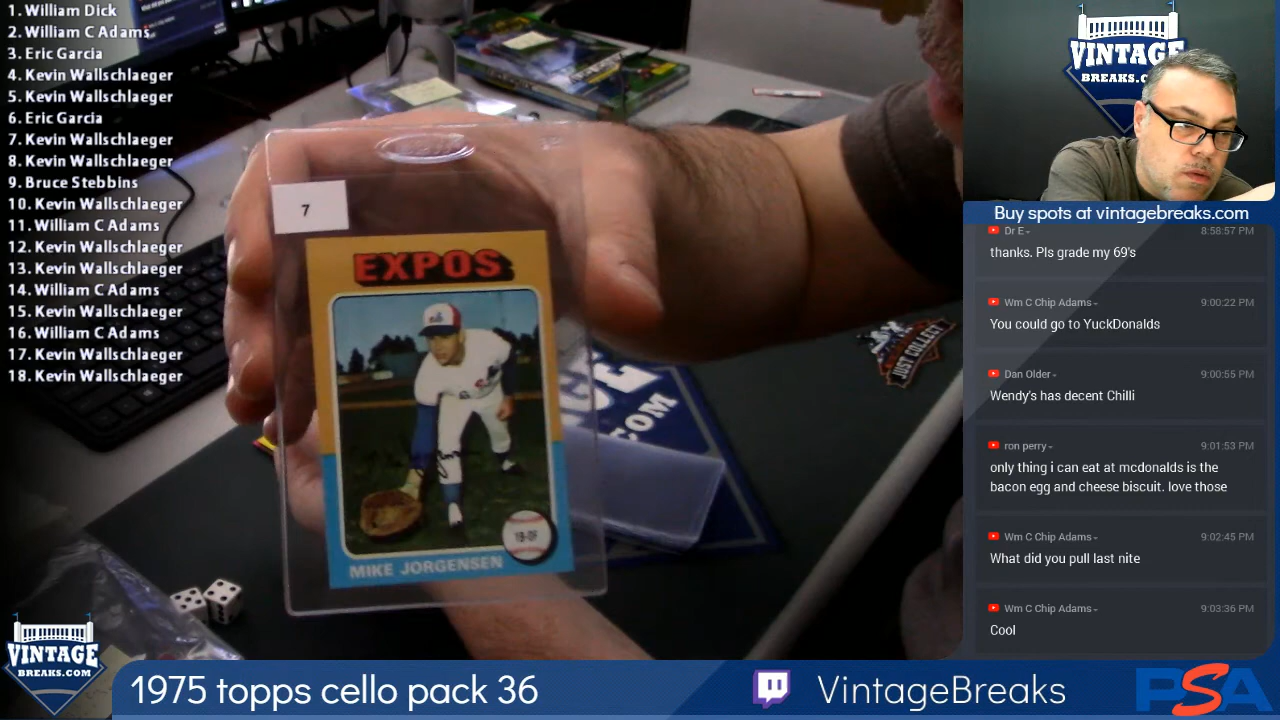 1. William Dick
2. William C Adams
3. Eric Garcia
4. Kevin Wallschlaeger
5. Kevin Wallschlaeger
6. Eric Garcia
7. Kevin Wallschlaeger
8. Kevin Wallschlaeger
9. Bruce Stebbins
10. Kevin Wallschlaeger
11. William C Adams
12. Kevin Wallschlaeger
13. Kevin Wallschlaeger
14. William C Adams
15. Kevin Wallschlaeger
16. William C Adams
17. Kevin Wallschlaeger
18. Kevin Wallschlaeger
7
EXPOS
1B-OF
MIKE JORGENSEN
JUST COLLECT
.COM
VINTAGE
BREAKS.C
Buy spots at vintagebreaks.com
Dr E 8:58:57 PM
thanks. Pls grade my 69's
Wm C Chip Adams 9:00:22 PM
You could go to YuckDonalds
Dan Older 9:00:55 PM
Wendy's has decent Chilli
ron perry 9:01:53 PM
only thing i can eat at mcdonalds is the
bacon egg and cheese biscuit. love those
Wm C Chip Adams 9:02:45 PM
What did you pull last nite
Wm C Chip Adams 9:03:36 PM
Cool
VINTAGE
BREAKS.COM
1975 topps cello pack 36
VintageBreaks
PSA